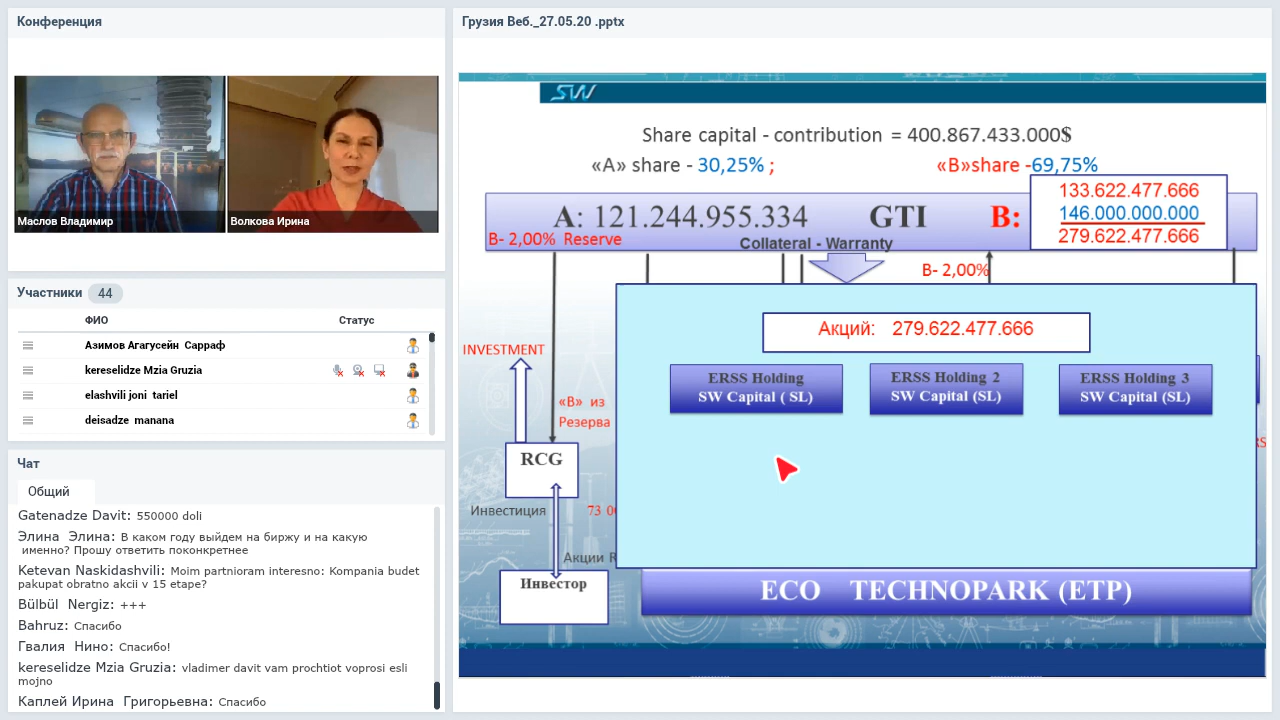 Конференция
Маслов Владимир
Волкова Ирина
Участники 44
ФИО Статус
Азимов Агагусейн Сарраф
kereselidze Mzia Gruzia
elashvili joni tariel
deisadze manana
Чат
Общий
Gatenadze Davit: 550000 doli
Элина Элина: В каком году выйдем на биржу и на какую
именно? Прошу ответить поконкретнее
Ketevan Naskidashvili: Moim partnioram interesno: Kompania budet
pakupat obratno akcii v 15 etape?
Bülbül Nergiz: +++
Bahruz: Спасибо
Гвалия Нино: Спасибо!
kereselidze Mzia Gruzia: vladimer davit vam prochtiot voprosi esli
mojno
Каплей Ирина Григорьевна: Спасибо
Грузия Веб._27.05.20 .pptx
SW
Share capital - contribution = 400.867.433.000$
«A» share - 30,25% ; «B»share -69,75%
A: 121.244.955.334 GTI B:
133.622.477.666
146.000.000.000
279.622.477.666
B- 2,00% Reserve
Collateral - Warranty
B- 2,00%
Акций: 279.622.477.666
INVESTMENT
ERSS Holding
SW Capital ( SL)
ERSS Holding 2
SW Capital (SL)
ERSS Holding 3
SW Capital (SL)
«B» из
Резерва
RCG
Инвестиция
Акции
Инвестор
ECO TECHNOPARK (ETP)